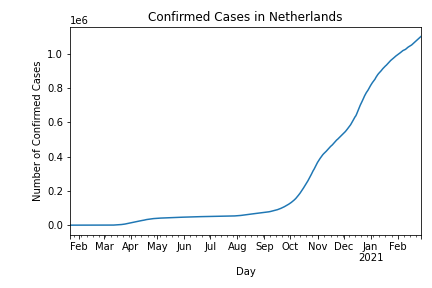 Confirmed Cases in Netherlands
1e6
Number of Confirmed Cases
1.0
0.8
0.6
0.4
0.2
0.0
Feb Mar Apr May Jun Jul Aug Sep Oct Nov Dec Jan Feb
2021
Day